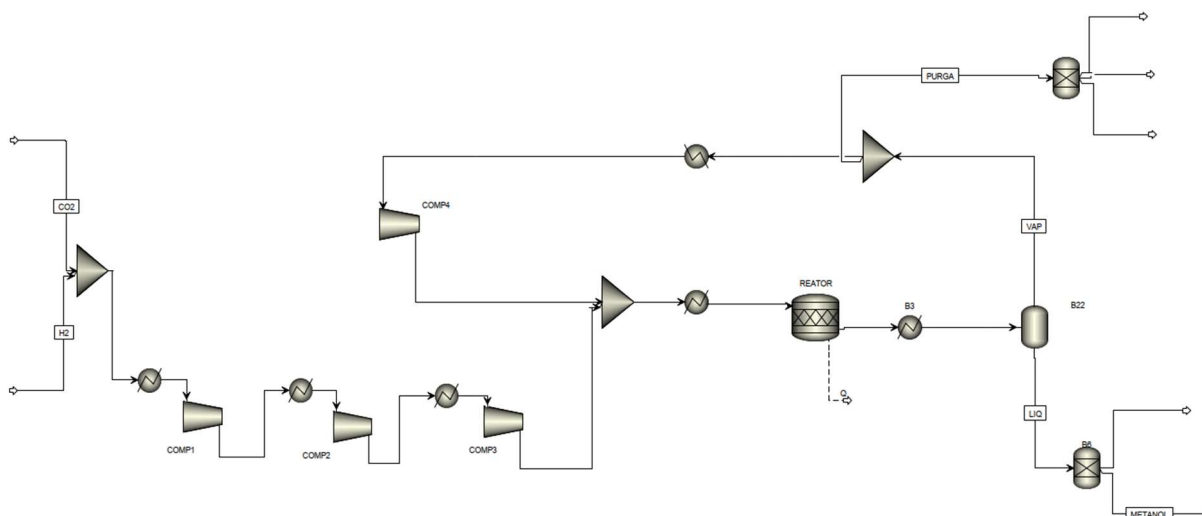 PURGA
COMP4
CO2
VAP
REATOR
B3
B22
H2
Q
LIQ
COMP1
COMP2
COMP3
B6
METANOL